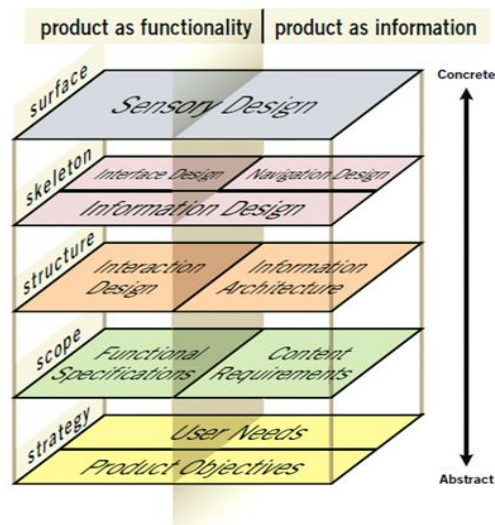 product as functionality | product as information
Concrete
surface
Sensory Design
skeleton
Interface Design
Navigation Design
Information Design
structure
Interaction
Design
Information
Architecture
scope
Functional
Specifications
Content
Requirements
strategy
User Needs
Product Objectives
Abstract